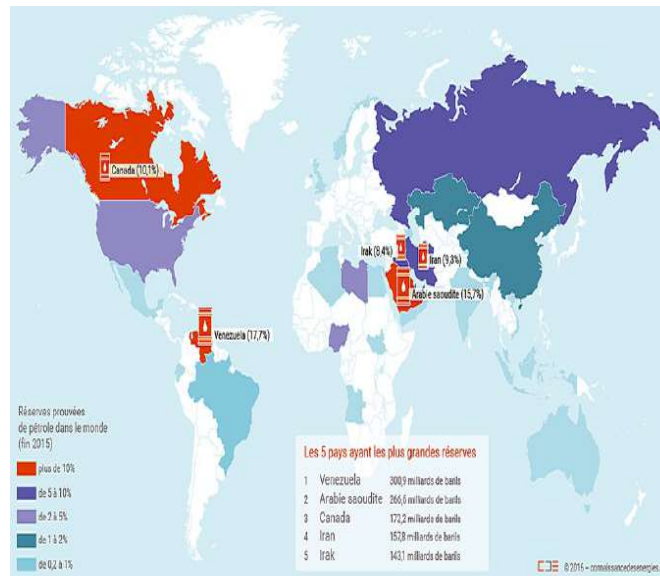 Canada (10,1%)
Irak (8,4%)
Iran (9,3%)
Arabie saoudite (15,7%)
Venezuela (17,7%)
Réserves prouvées
de pétrole dans le monde
(fin 2015)
plus de 10%
de 5 à 10%
de 2 à 5%
de 1 à 2%
de 0,2 à 1%
Les 5 pays ayant les plus grandes réserves
1 Venezuela 300,9 milliards de barils
2 Arabie saoudite 266,6 milliards de barils
3 Canada 172,2 milliards de barils
4 Iran 157,8 milliards de barils
5 Irak 143,1 milliards de barils
© 2016 – connaissancedesenergies.